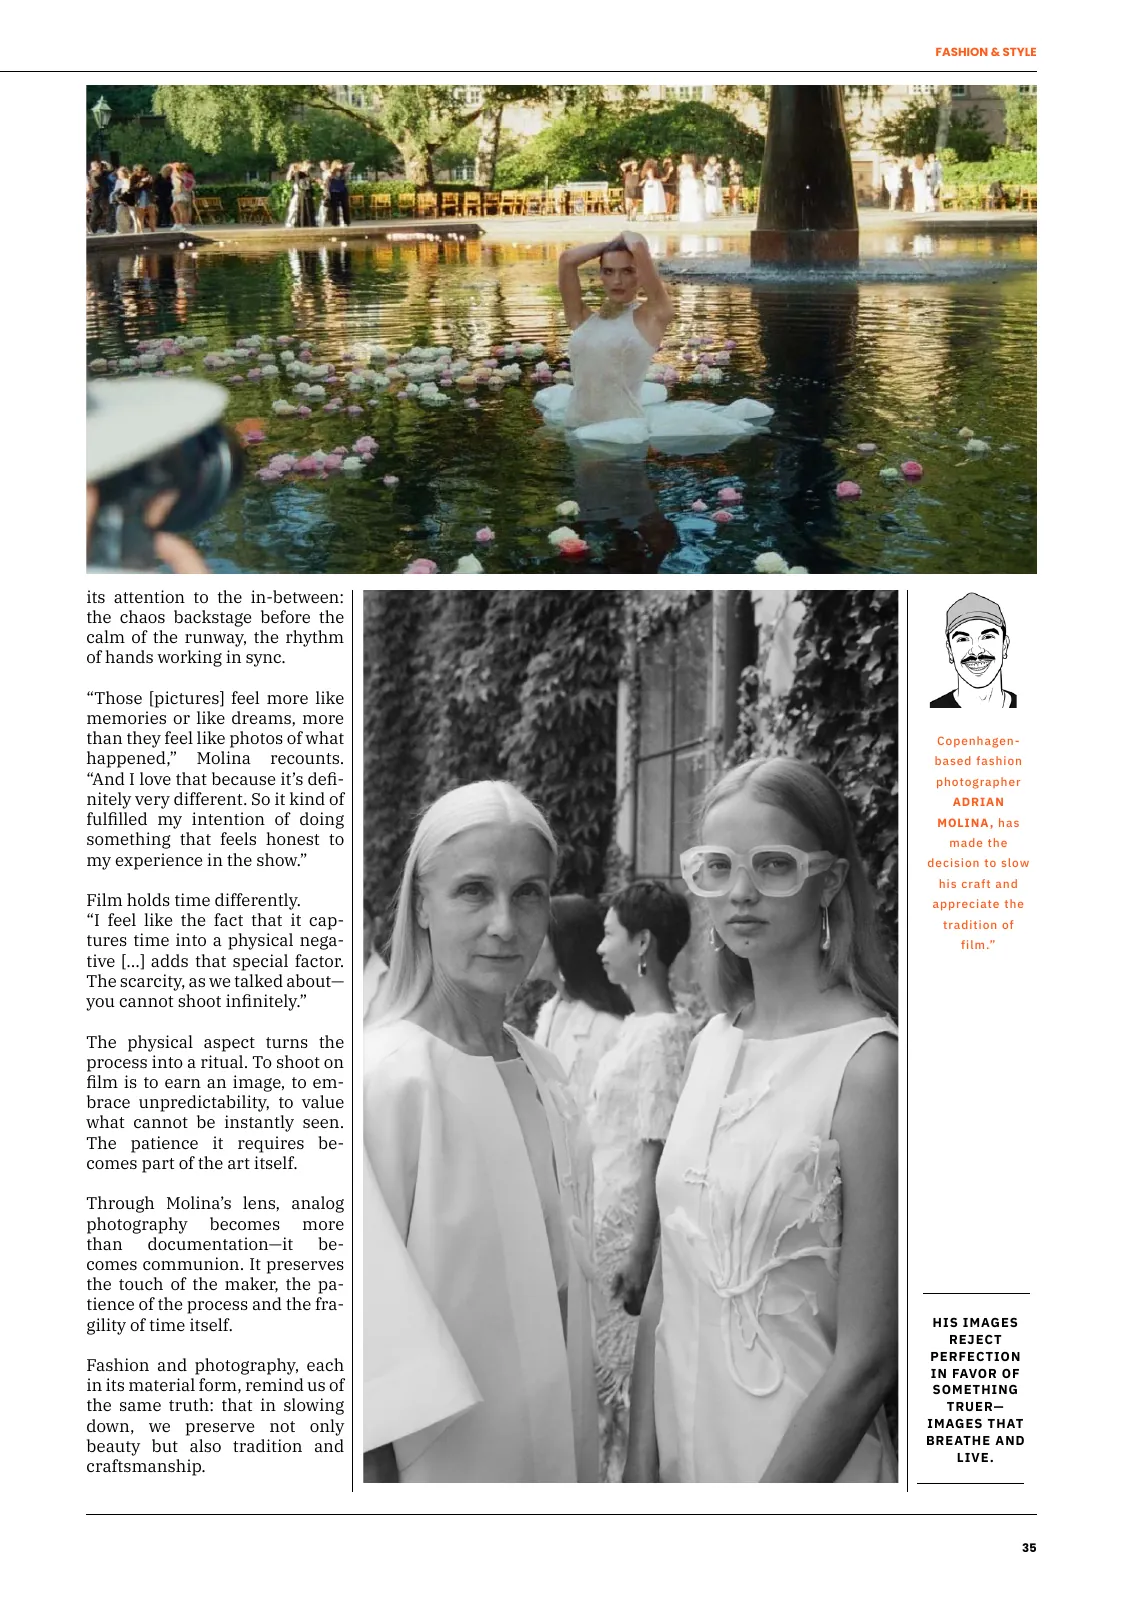 FASHION & STYLE
its attention to the in-between:
the chaos backstage before the
calm of the runway, the rhythm
of hands working in sync.
“Those [pictures] feel more like
memories or like dreams, more
than they feel like photos of what
happened,” Molina recounts.
“And I love that because it’s defi-
nitely very different. So it kind of
fulfilled my intention of doing
something that feels honest to
my experience in the show.”
Film holds time differently.
“I feel like the fact that it cap-
tures time into a physical nega-
tive [...] adds that special factor.
The scarcity, as we talked about—
you cannot shoot infinitely.”
The physical aspect turns the
process into a ritual. To shoot on
film is to earn an image, to em-
brace unpredictability, to value
what cannot be instantly seen.
The patience it requires be-
comes part of the art itself.
Through Molina’s lens, analog
photography becomes more
than documentation—it be-
comes communion. It preserves
the touch of the maker, the pa-
tience of the process and the fra-
gility of time itself.
Fashion and photography, each
in its material form, remind us of
the same truth: that in slowing
down, we preserve not only
beauty but also tradition and
craftsmanship.
Copenhagen-
based fashion
photographer
ADRIAN
MOLINA, has
made the
decision to slow
his craft and
appreciate the
tradition of
film.”
HIS IMAGES
REJECT
PERFECTION
IN FAVOR OF
SOMETHING
TRUER—
IMAGES THAT
BREATHE AND
LIVE.
35